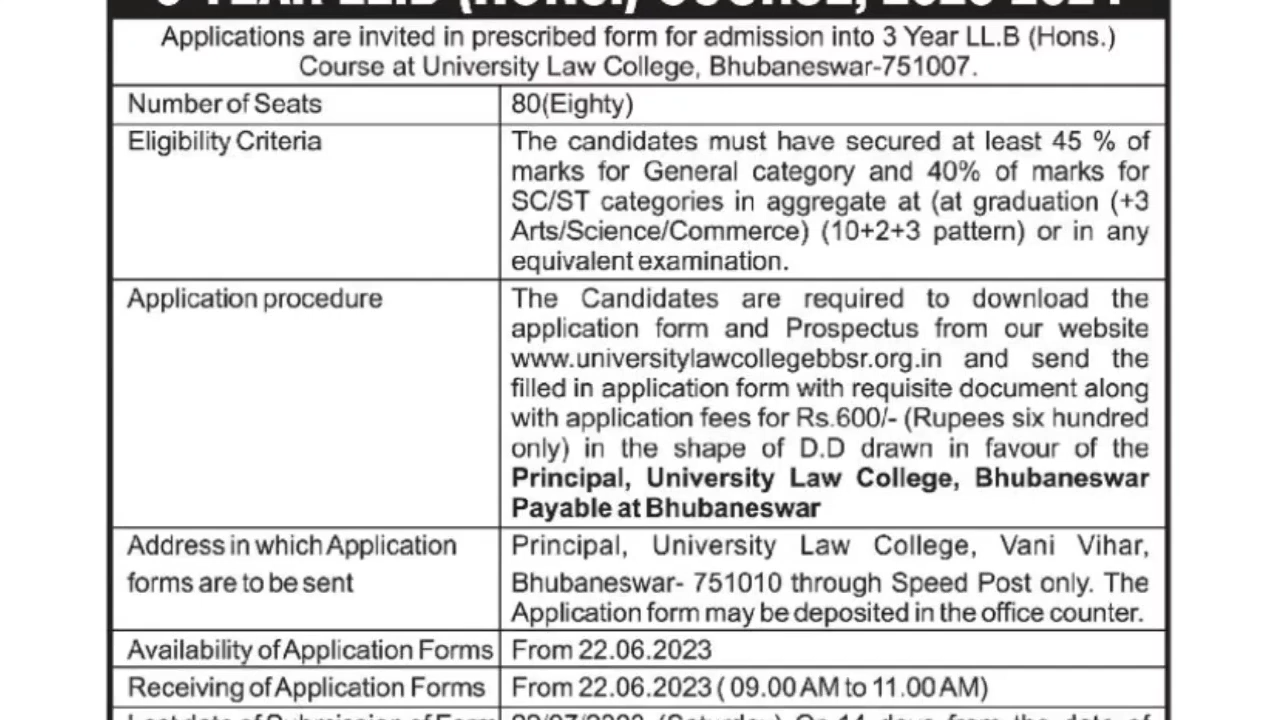 Applications are invited in prescribed form for admission into 3 Year LL.B (Hons.)
Course at University Law College, Bhubaneswar-751007.
Number of Seats
80(Eighty)
Eligibility Criteria
The candidates must have secured at least 45 % of
marks for General category and 40% of marks for
SC/ST categories in aggregate at (at graduation (+3
Arts/Science/Commerce) (10+2+3 pattern) or in any
equivalent examination.
Application procedure
The Candidates are required to download the
application form and Prospectus from our website
www.universitylawcollegebbsr.org.in and send the
filled in application form with requisite document along
with application fees for Rs.600/- (Rupees six hundred
only) in the shape of D.D drawn in favour of the
Principal, University Law College, Bhubaneswar
Payable at Bhubaneswar
Address in which Application
forms are to be sent
Principal, University Law College, Vani Vihar,
Bhubaneswar- 751010 through Speed Post only. The
Application form may be deposited in the office counter.
Availability of Application Forms
From 22.06.2023
Receiving of Application Forms
From 22.06.2023 ( 09.00 AM to 11.00 AM)